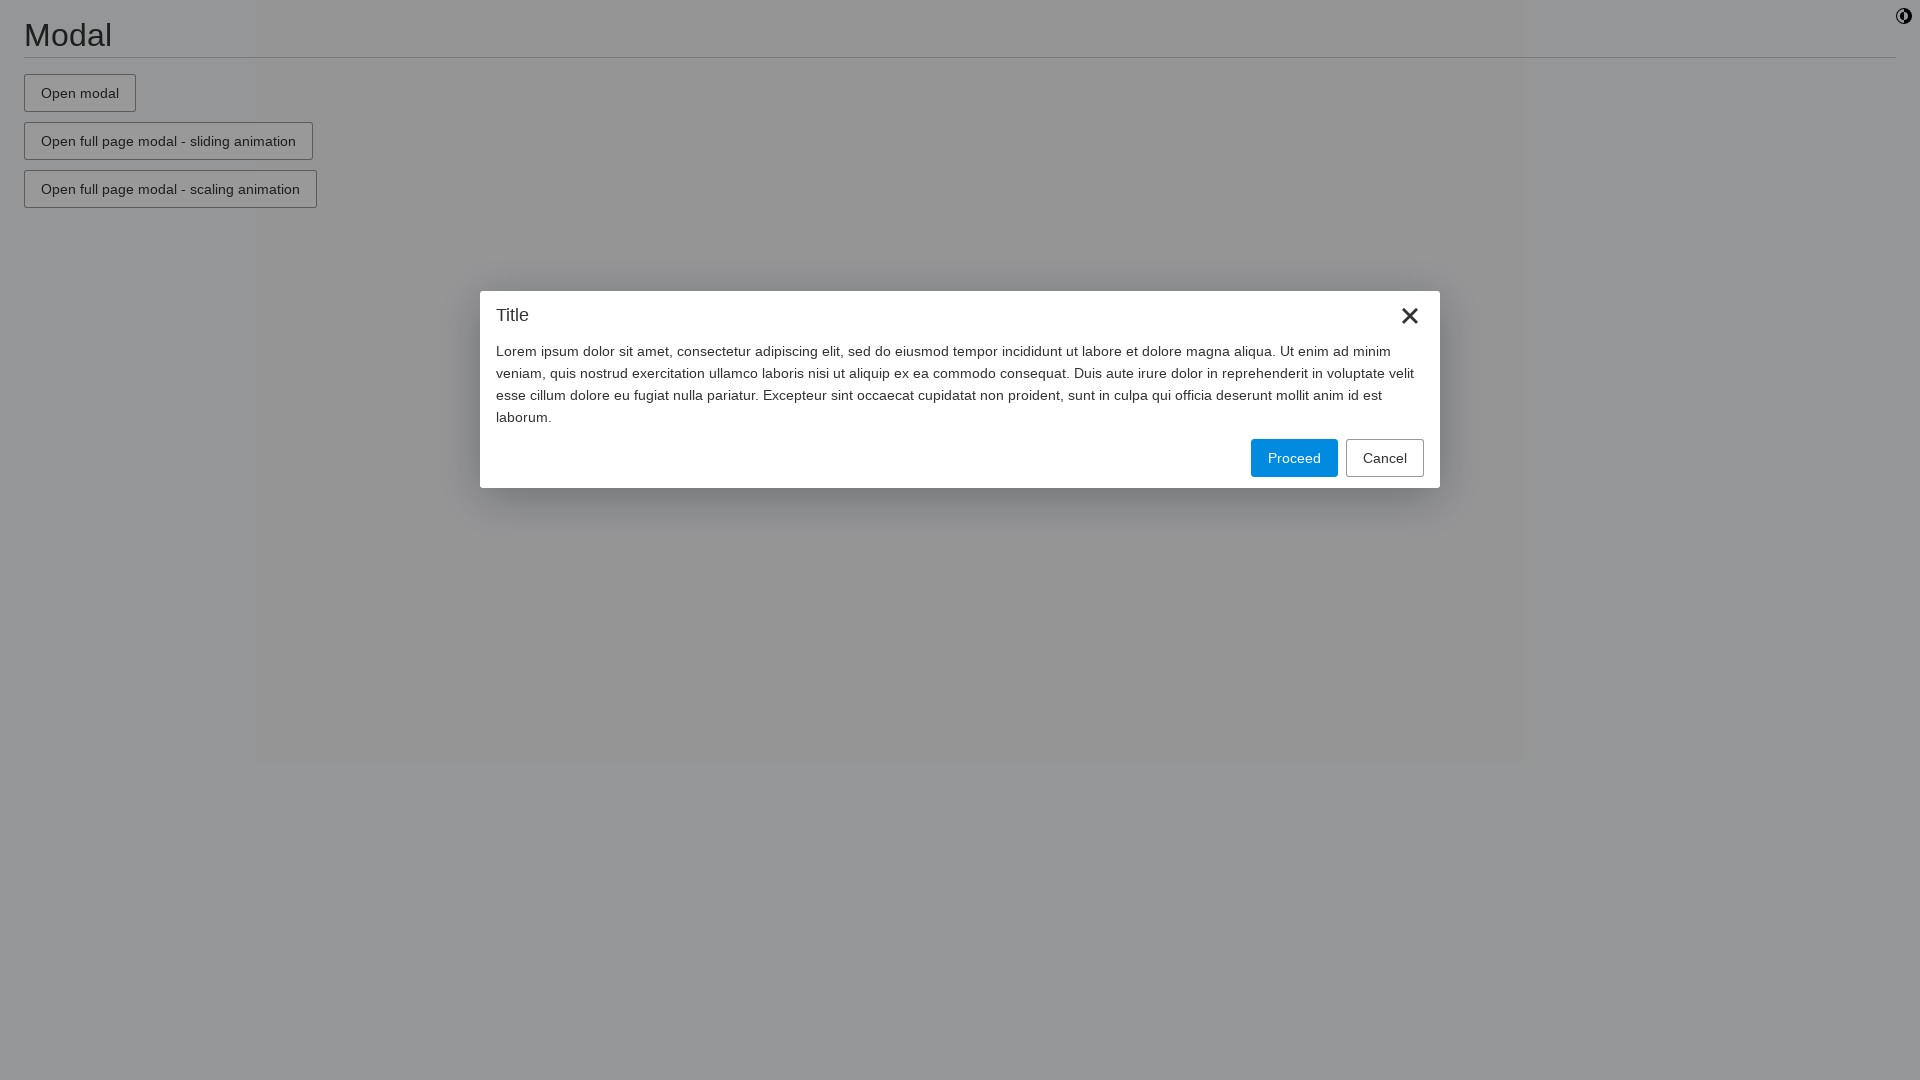 Modal
Open modal
Open full page modal - sliding animation
Open full page modal - scaling animation
Title
Lorem ipsum dolor sit amet, consectetur adipiscing elit, sed do eiusmod tempor incididunt ut labore et dolore magna aliqua. Ut enim ad minim
veniam, quis nostrud exercitation ullamco laboris nisi ut aliquip ex ea commodo consequat. Duis aute irure dolor in reprehenderit in voluptate velit
esse cillum dolore eu fugiat nulla pariatur. Excepteur sint occaecat cupidatat non proident, sunt in culpa qui officia deserunt mollit anim id est
laborum.
Proceed
Cancel